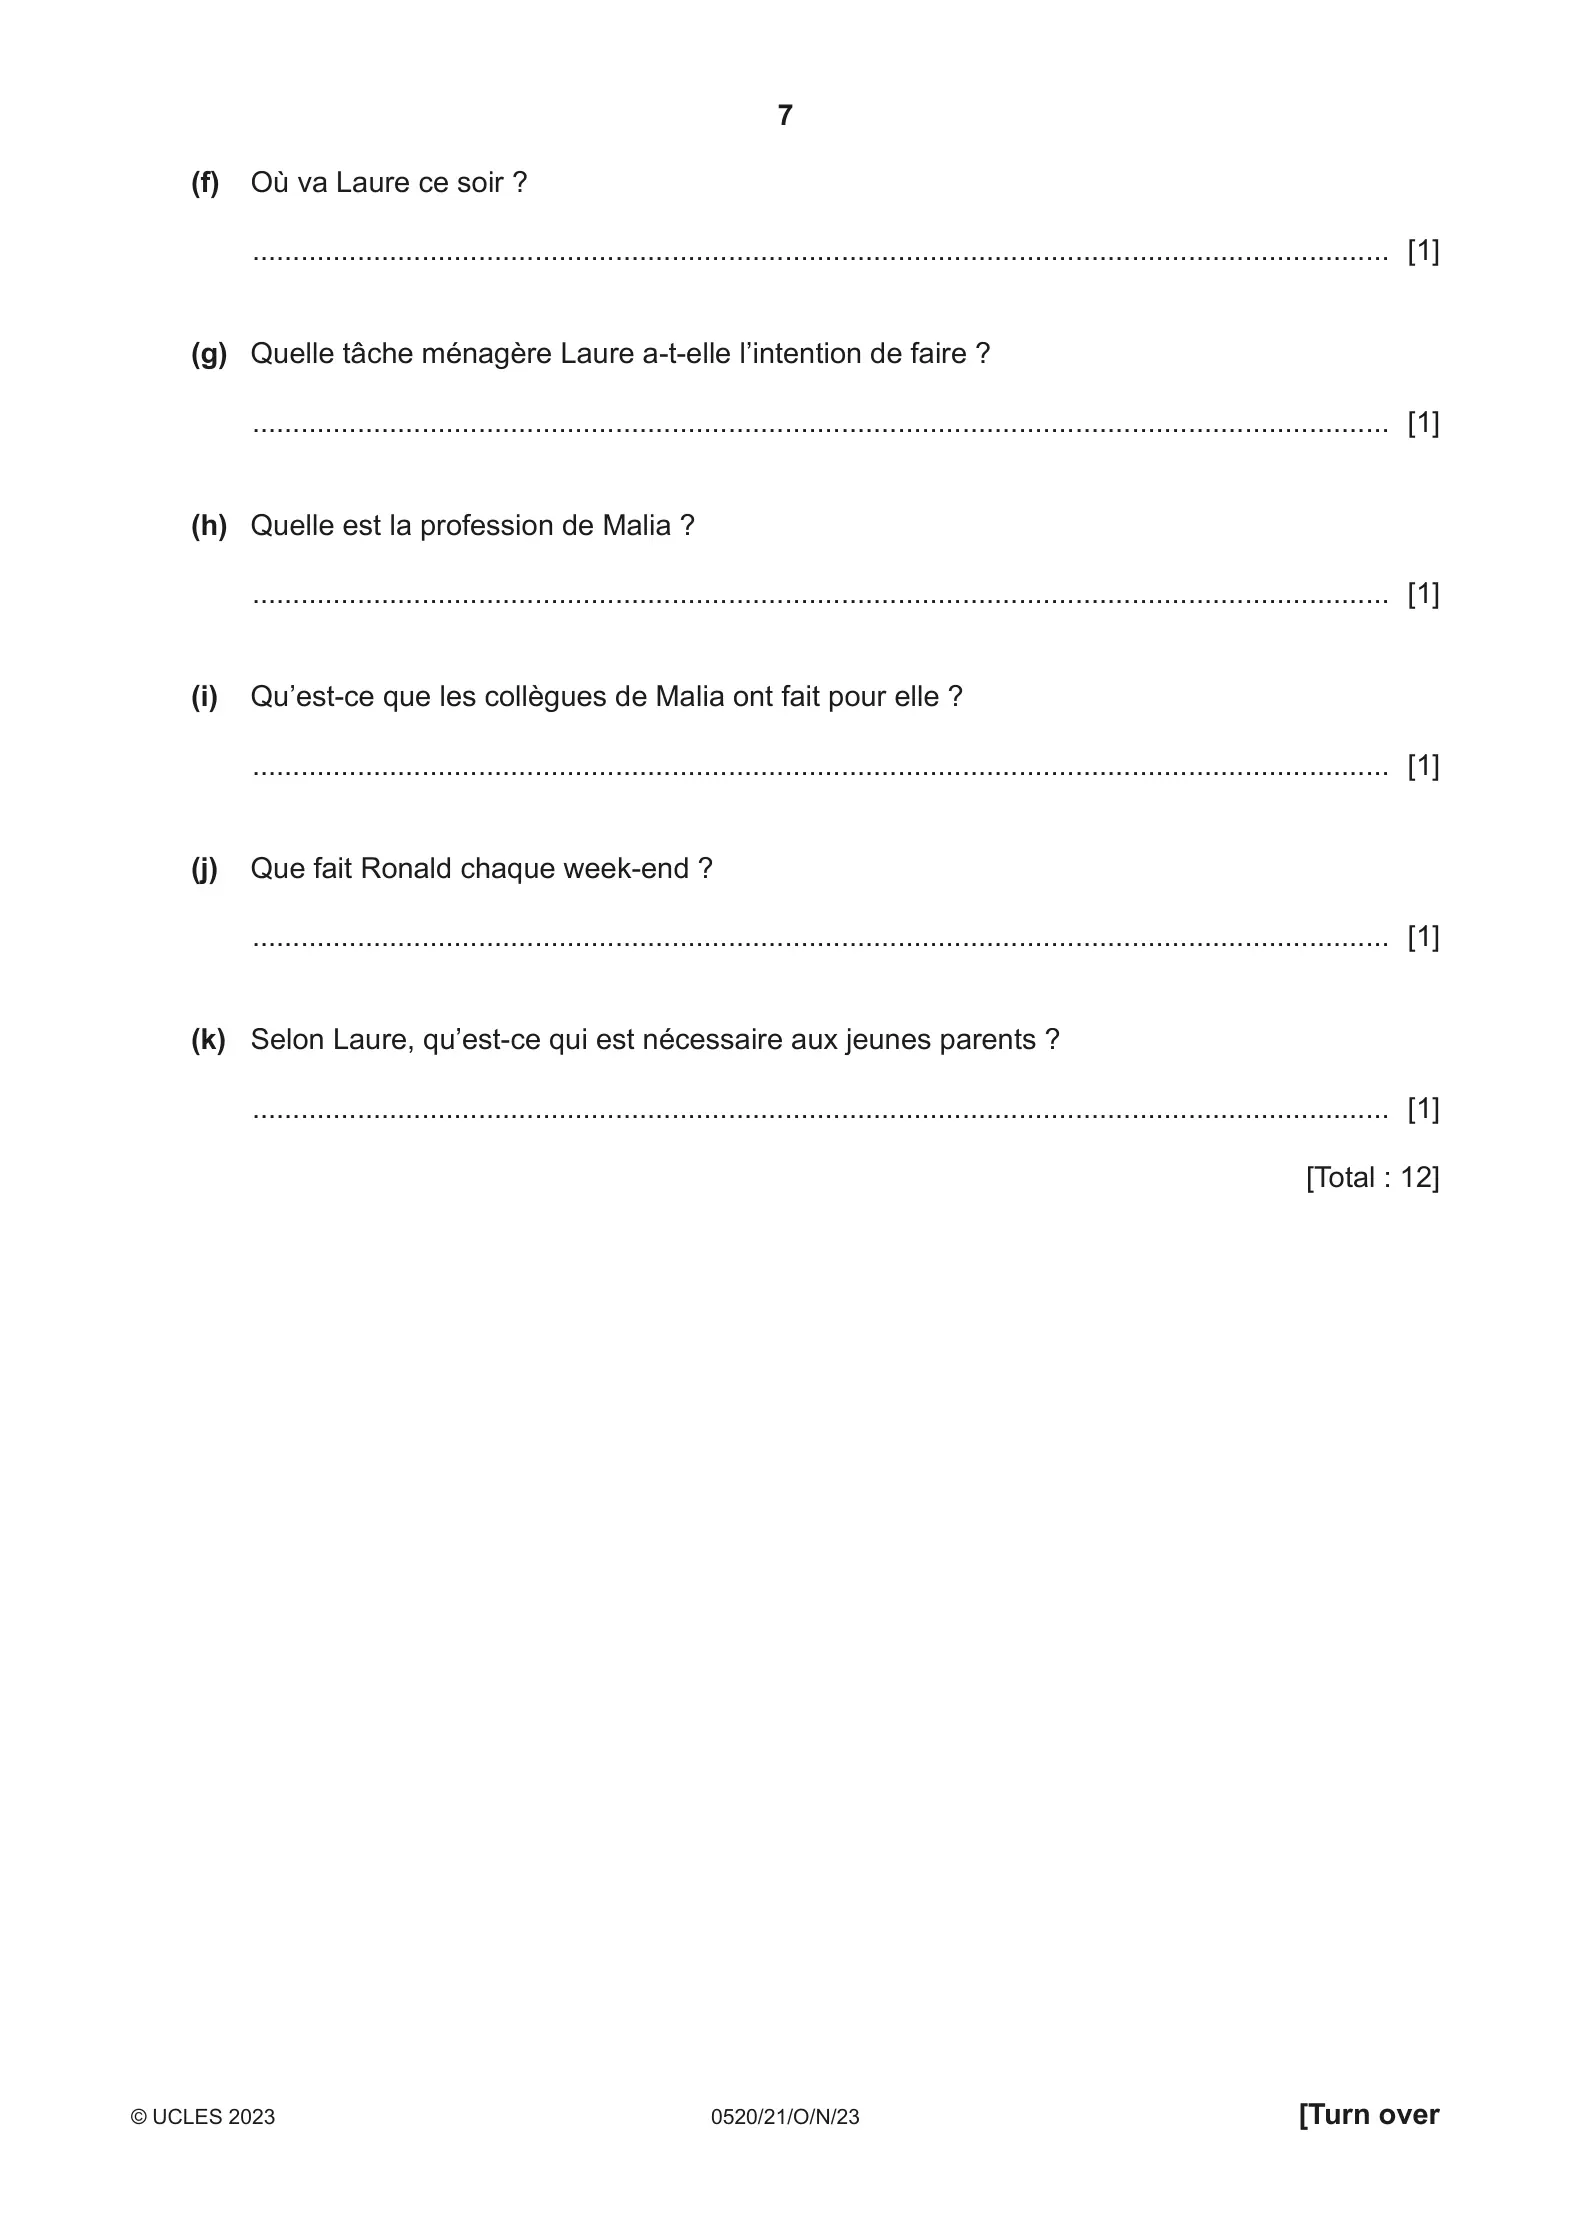 7
(f) Où va Laure ce soir ?
.......................................................................................................................................... [1]
(g) Quelle tâche ménagère Laure a-t-elle l’intention de faire ?
.......................................................................................................................................... [1]
(h) Quelle est la profession de Malia ?
.......................................................................................................................................... [1]
(i) Qu’est-ce que les collègues de Malia ont fait pour elle ?
.......................................................................................................................................... [1]
(j) Que fait Ronald chaque week-end ?
.......................................................................................................................................... [1]
(k) Selon Laure, qu’est-ce qui est nécessaire aux jeunes parents ?
.......................................................................................................................................... [1]
[Total : 12]
© UCLES 2023 0520/21/O/N/23 [Turn over